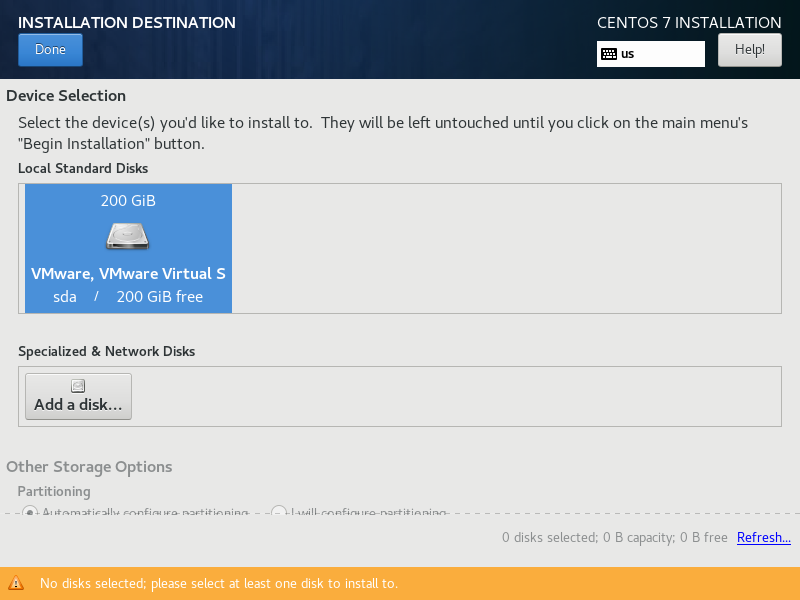 INSTALLATION DESTINATION
CENTOS 7 INSTALLATION
Done
us
Help!
Device Selection
Select the device(s) you'd like to install to.  They will be left untouched until you click on the main menu's
"Begin Installation" button.
Local Standard Disks
200 GiB
VMware, VMware Virtual S
sda / 200 GiB free
Specialized & Network Disks
Add a disk...
Other Storage Options
Partitioning
Automatically configure partitioning. I will configure partitioning.
0 disks selected; 0 B capacity; 0 B free Refresh...
No disks selected; please select at least one disk to install to.